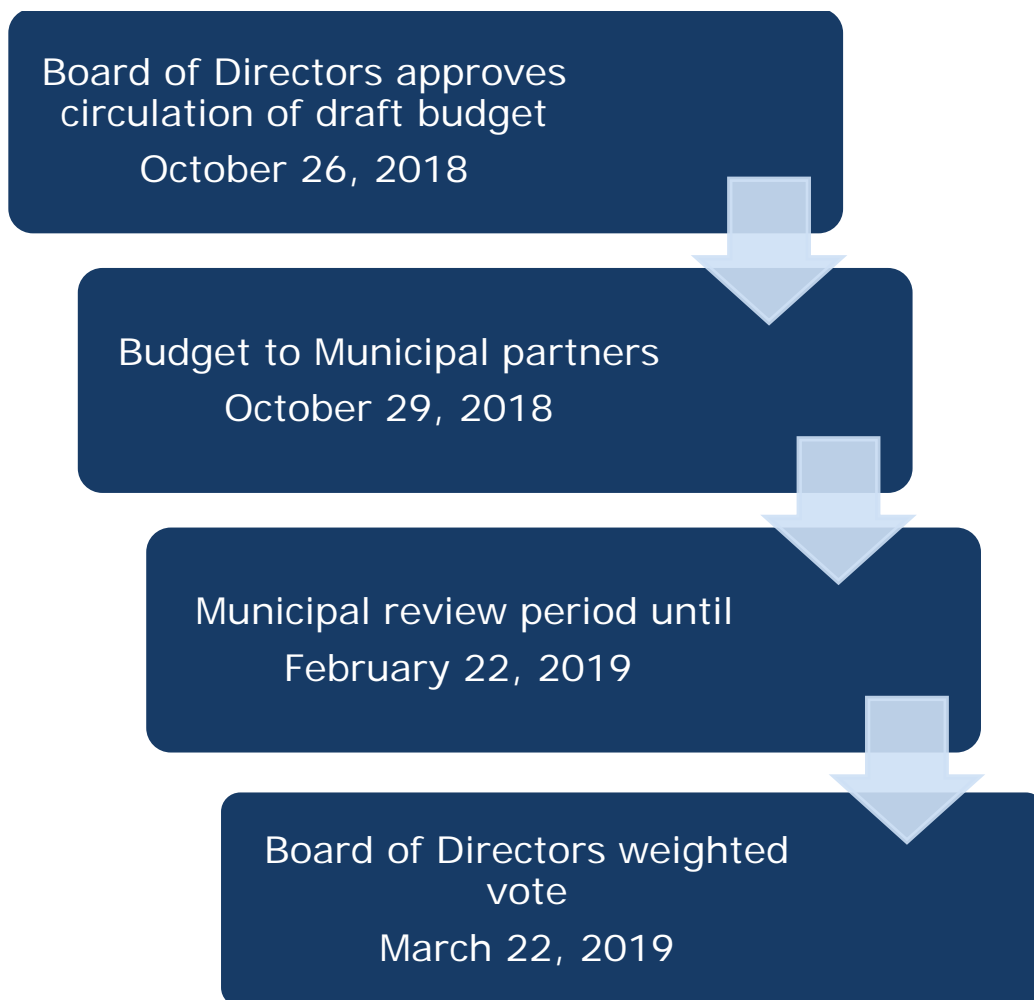 Board of Directors approves
circulation of draft budget
October 26, 2018
Budget to Municipal partners
October 29, 2018
Municipal review period until
February 22, 2019
Board of Directors weighted
vote
March 22, 2019